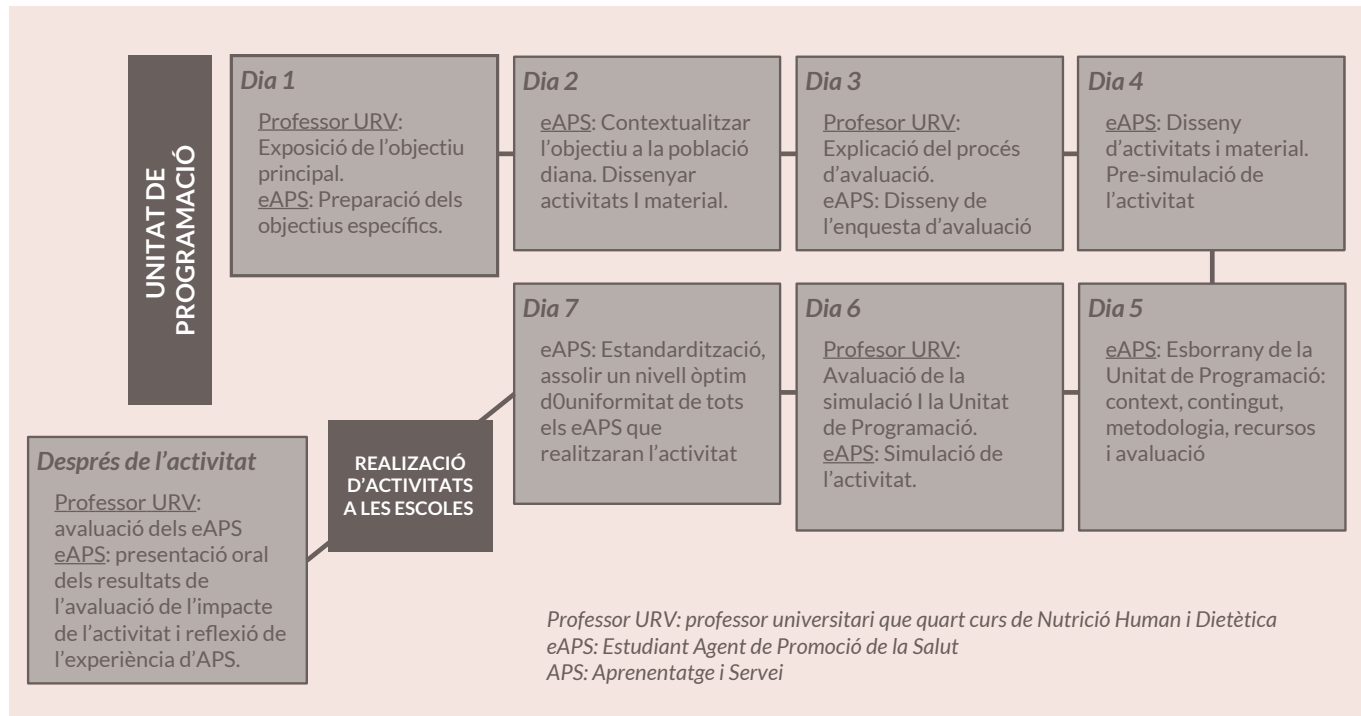 UNITAT DE
PROGRAMACIÓ
Dia 1
Professor URV:
Exposició de l’objectiu
principal.
eAPS: Preparació dels
objectius específics.
Dia 2
eAPS: Contextualitzar
l’objectiu a la població
diana. Dissenyar
activitats I material.
Dia 3
Profesor URV:
Explicació del procés
d’avaluació.
eAPS: Disseny de
l’enquesta d’avaluació
Dia 4
eAPS: Disseny
d’activitats i material.
Pre-simulació de
l’activitat
Dia 5
eAPS: Esborrany de la
Unitat de Programació:
context, contingut,
metodologia, recursos
i avaluació
Dia 6
Profesor URV:
Avaluació de la
simulació I la Unitat
de Programació.
eAPS: Simulació de
l’activitat.
Dia 7
eAPS: Estandardització,
assolir un nivell òptim
d0uniformitat de tots
els eAPS que
realitzaran l’activitat
REALIZACIÓ
D’ACTIVITATS
A LES ESCOLES
Després de l’activitat
Professor URV:
avaluació dels eAPS
eAPS: presentació oral
dels resultats de
l’avaluació de l’impacte
de l’activitat i reflexió de
l’experiència d’APS.
Professor URV: professor universitari que quart curs de Nutrició Human i Dietètica
eAPS: Estudiant Agent de Promoció de la Salut
APS: Aprenentatge i Servei